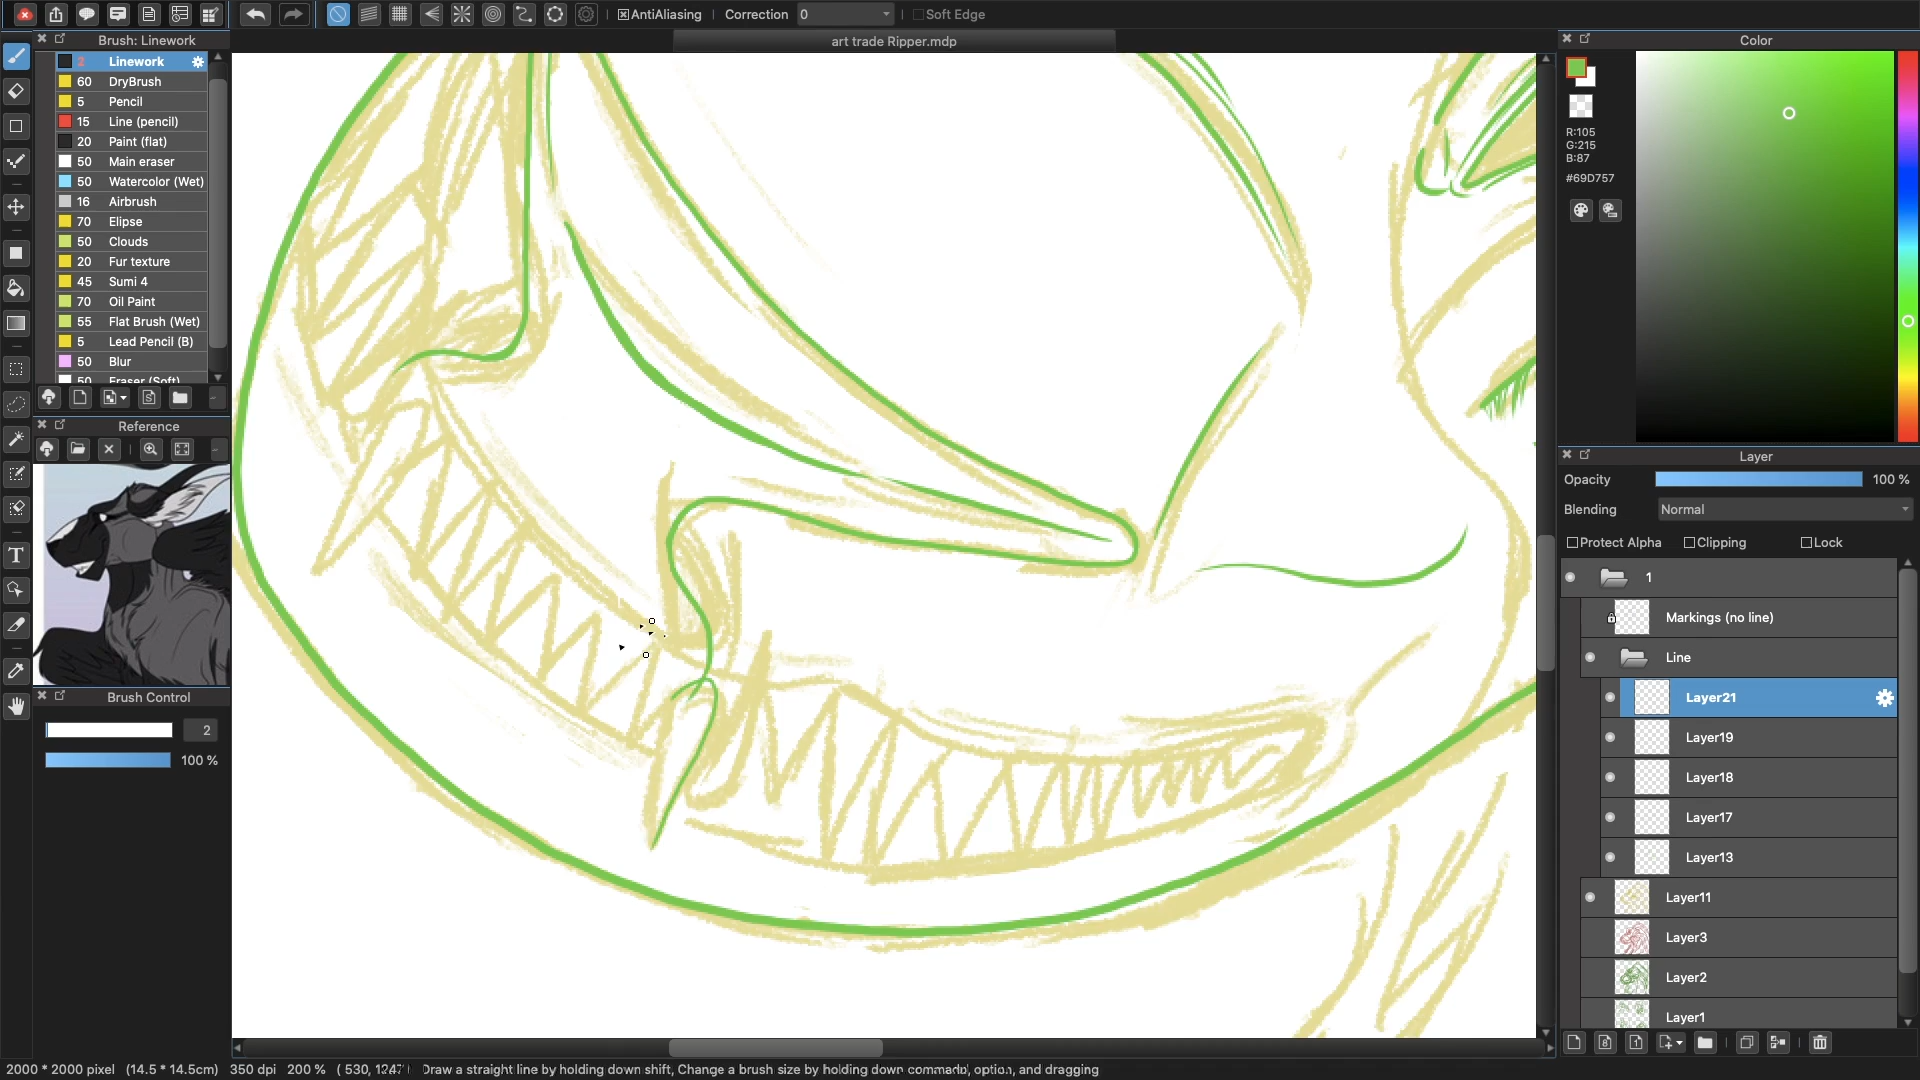 AntiAliasing
Correction
0
Soft Edge
art trade Ripper.mdp
Brush: Linework
2 Linework
60 DryBrush
5 Pencil
15 Line (pencil)
20 Paint (flat)
50 Main eraser
50 Watercolor (Wet)
16 Airbrush
70 Elipse
50 Clouds
20 Fur texture
45 Sumi 4
70 Oil Paint
55 Flat Brush (Wet)
5 Lead Pencil (B)
50 Blur
50 Eraser (Soft)
Reference
Brush Control
2
100 %
Color
R:105
G:215
B:87
#69D757
Layer
Opacity
100 %
Blending
Normal
Protect Alpha
Clipping
Lock
1
Markings (no line)
Line
Layer21
Layer19
Layer18
Layer17
Layer13
Layer11
Layer3
Layer2
Layer1
2000 * 2000 pixel (14.5 * 14.5cm) 350 dpi 200 % Draw a straight line by holding down shift, Change a brush size by holding down command, option, and dragging